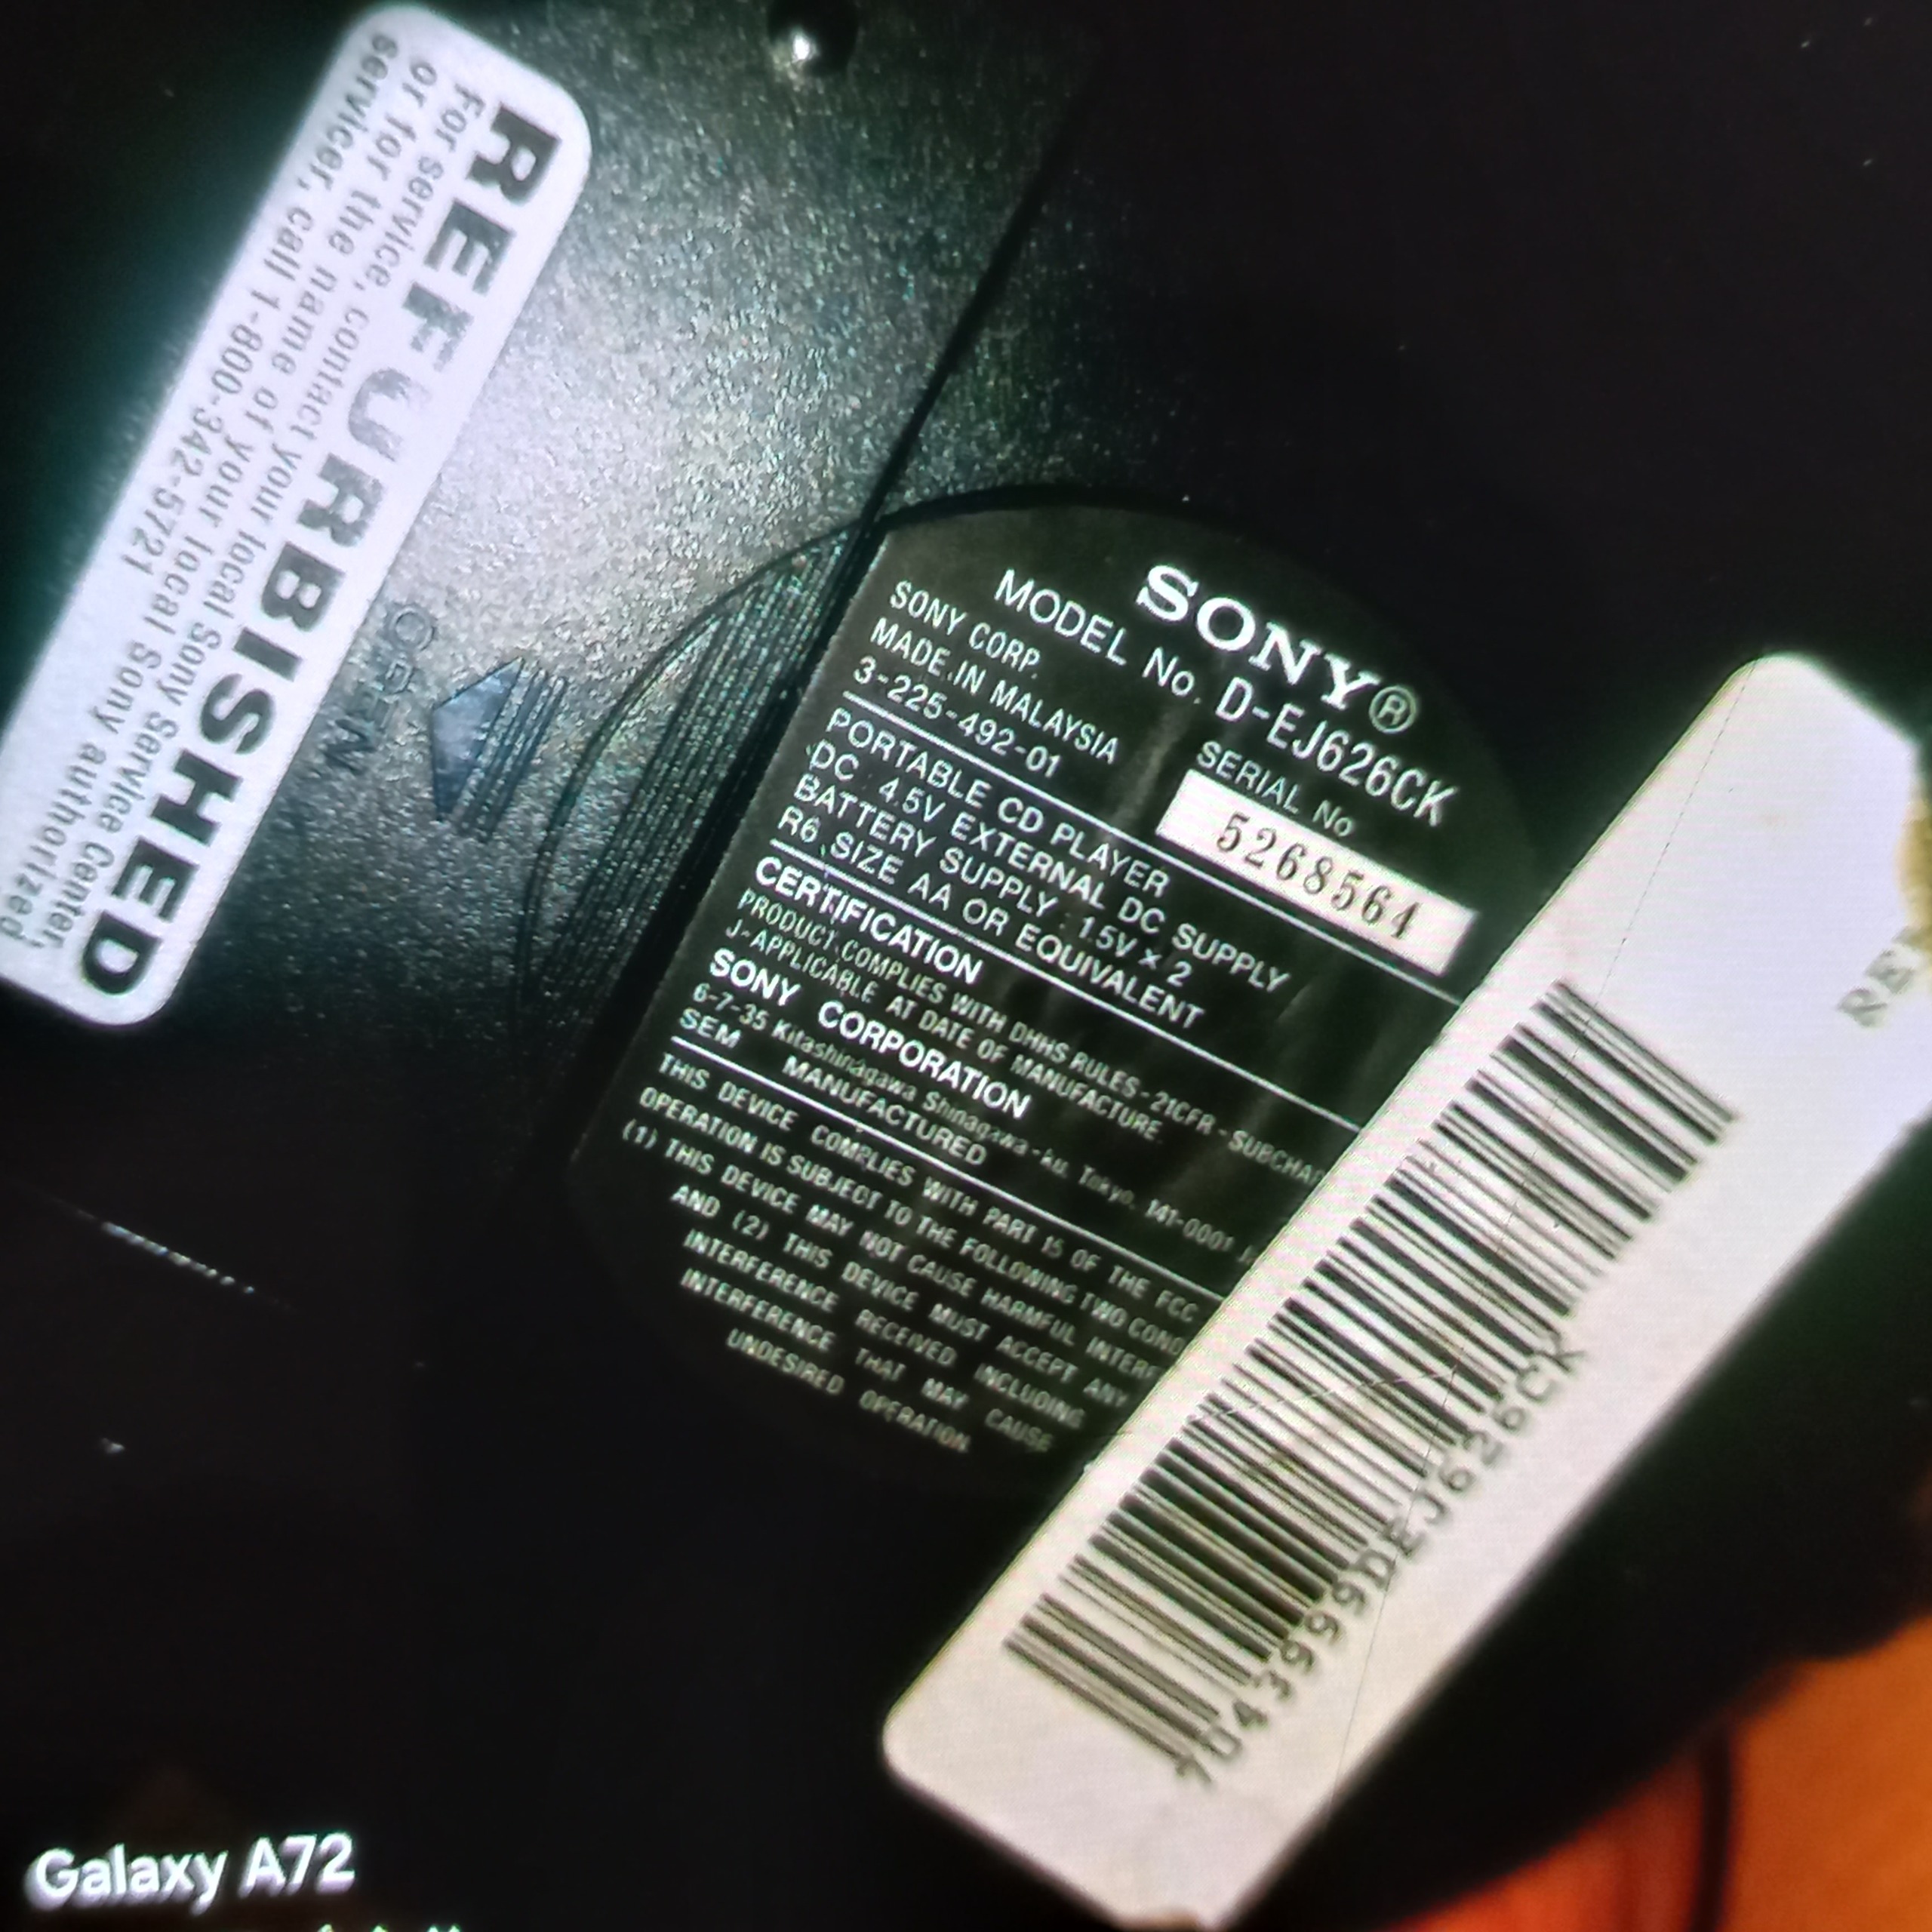 REFURBISHED
For service, contact your local Sony Service Center,
or for the name of your local Sony authorized
servicer, call 1-800-342-5721
OPEN
SONY®
MODEL No. D-EJ626CK
SONY CORP.
MADE IN MALAYSIA
3-225-492-01
SERIAL No
5268564
PORTABLE CD PLAYER
DC 4.5V EXTERNAL DC SUPPLY
BATTERY SUPPLY : 1.5V x 2
R6 SIZE AA OR EQUIVALENT
CERTIFICATION
PRODUCT COMPLIES WITH DHHS RULES-21CFR-SUBCHAP
J-APPLICABLE AT DATE OF MANUFACTURE.
SONY CORPORATION
6-7-35 Kitashinagawa Shinagawa-ku, Tokyo, 141-0001 J
SEM MANUFACTURED
THIS DEVICE COMPLIES WITH PART 15 OF THE FCC
OPERATION IS SUBJECT TO THE FOLLOWING TWO COND
(1) THIS DEVICE MAY NOT CAUSE HARMFUL INTERF
AND (2) THIS DEVICE MUST ACCEPT ANY
INTERFERENCE RECEIVED INCLUDING
INTERFERENCE THAT MAY CAUSE
UNDESIRED OPERATION
7043999DEJ626CK
RE
Galaxy A72